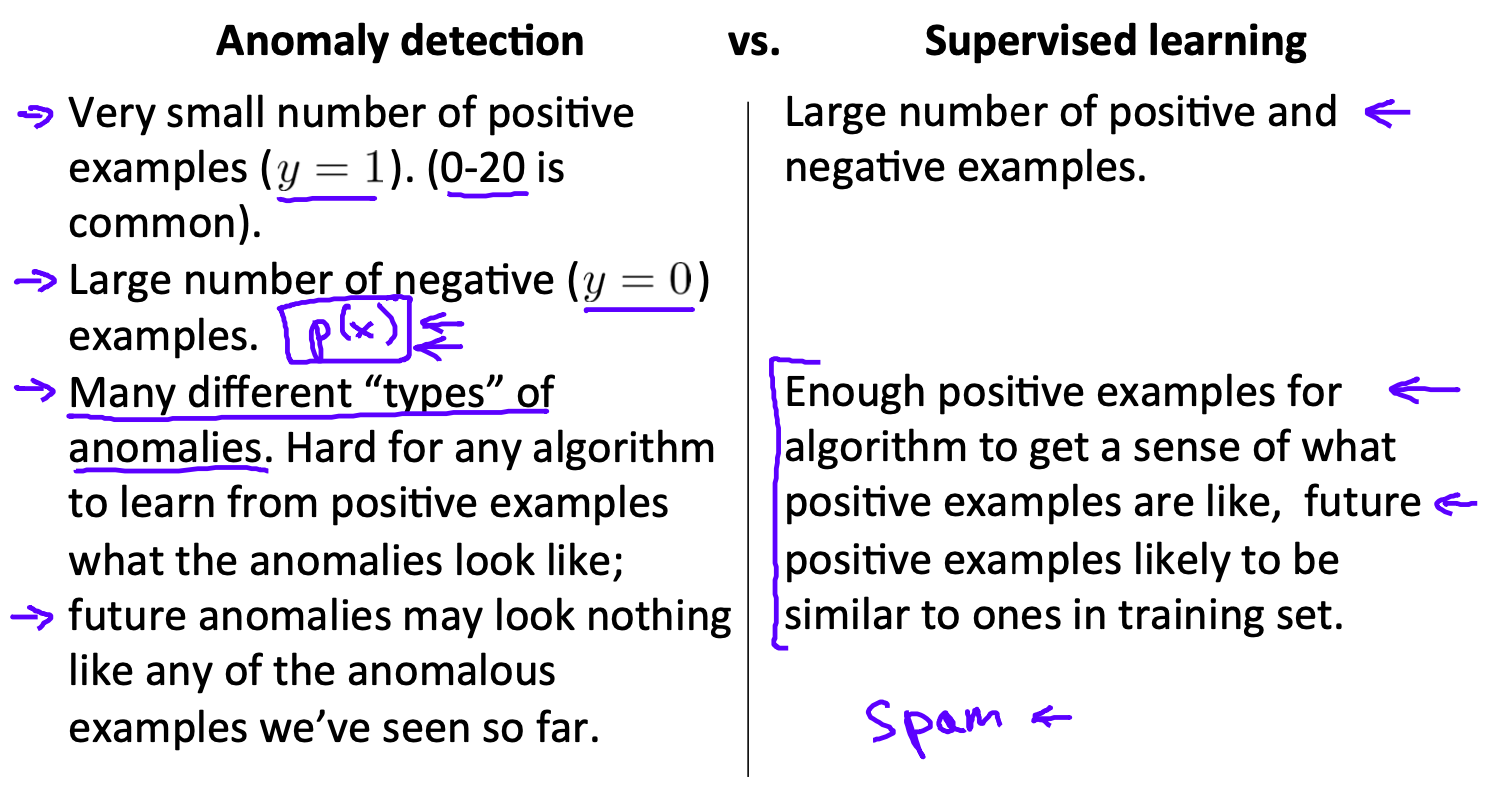 Anomaly detection vs. Supervised learning
Very small number of positive
examples (y = 1). (0-20 is
common).
Large number of negative (y = 0)
examples. p(x)
Many different “types” of
anomalies. Hard for any algorithm
to learn from positive examples
what the anomalies look like;
future anomalies may look nothing
like any of the anomalous
examples we’ve seen so far.
Large number of positive and
negative examples.
Enough positive examples for
algorithm to get a sense of what
positive examples are like, future
positive examples likely to be
similar to ones in training set.
Spam